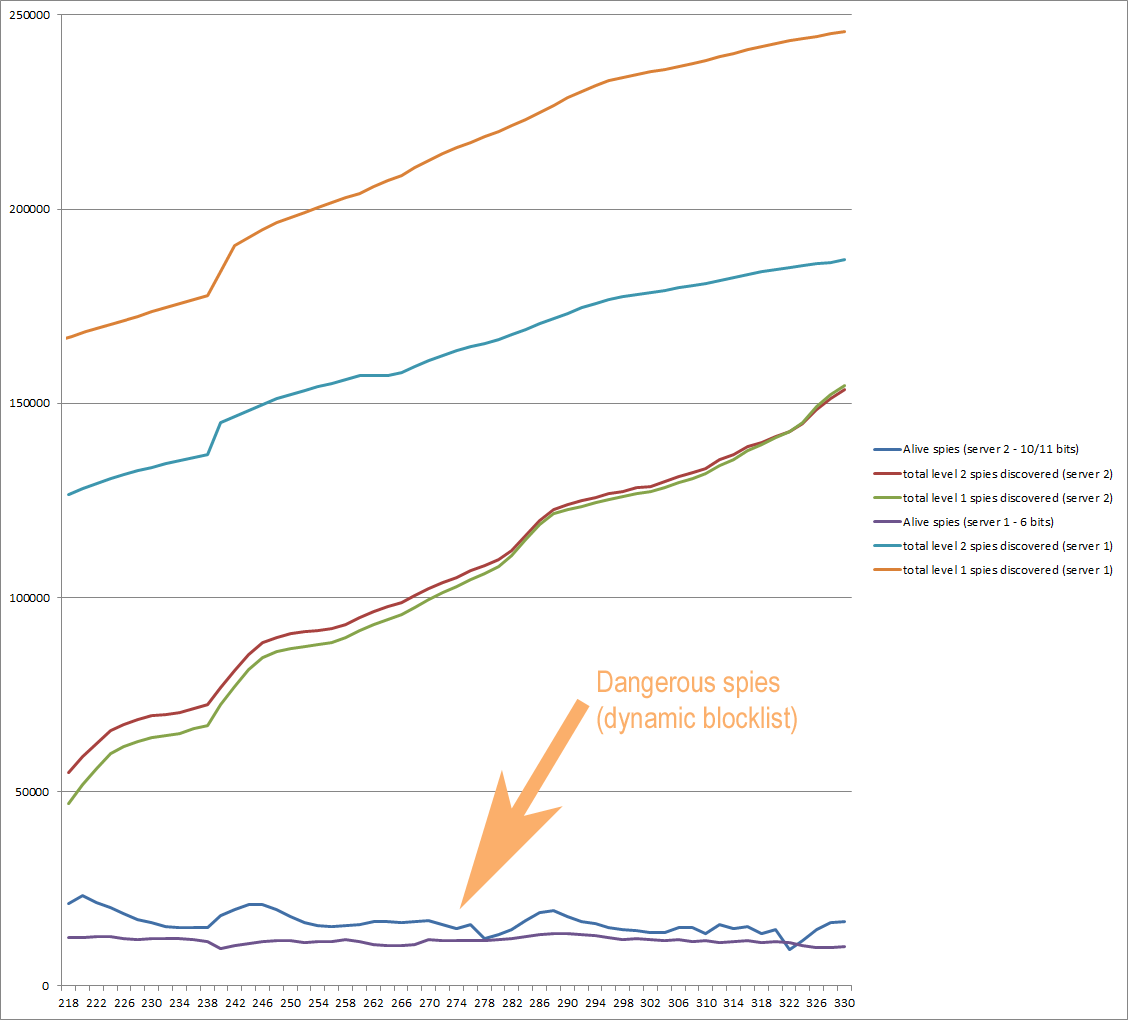 250000
200000
150000
100000
50000
0
Alive spies (server 2 - 10/11 bits)
total level 2 spies discovered (server 2)
total level 1 spies discovered (server 2)
Alive spies (server 1 - 6 bits)
total level 2 spies discovered (server 1)
total level 1 spies discovered (server 1)
Dangerous spies
(dynamic blocklist)
218 222 226 230 234 238 242 246 250 254 258 262 266 270 274 278 282 286 290 294 298 302 306 310 314 318 322 326 330